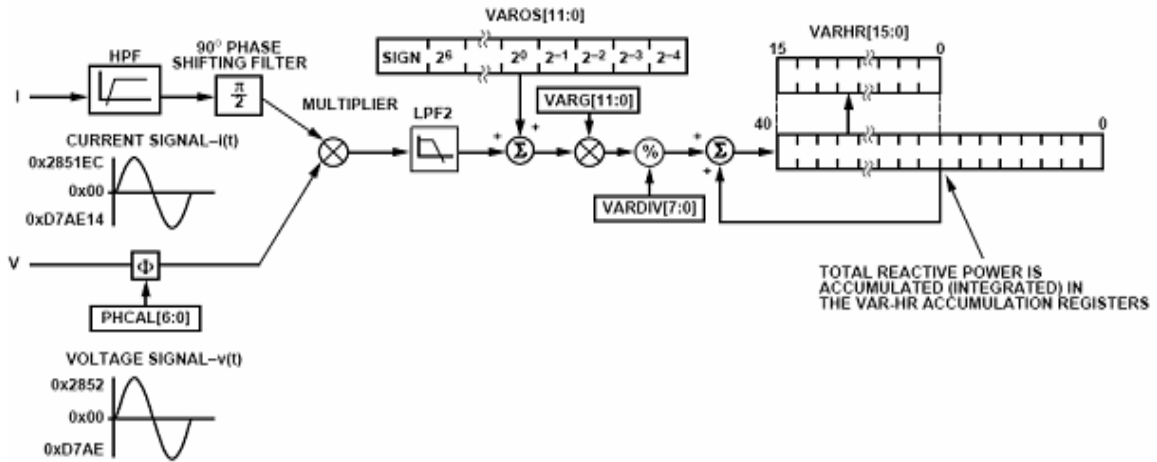 VAROS[11:0]
90° PHASE
SHIFTING FILTER
HPF
π/2
I
SIGN 2^6 2^0 2^-1 2^-2 2^-3 2^-4
VARHR[15:0]
15 0
MULTIPLIER
LPF2
VARG[11:0]
40 0
+ +
Σ
%
+
Σ
+
VARDIV[7:0]
CURRENT SIGNAL–i(t)
0x2851EC
0x00
0xD7AE14
V
Φ
PHCAL[6:0]
TOTAL REACTIVE POWER IS
ACCUMULATED (INTEGRATED) IN
THE VAR-HR ACCUMULATION REGISTERS
VOLTAGE SIGNAL–v(t)
0x2852
0x00
0xD7AE